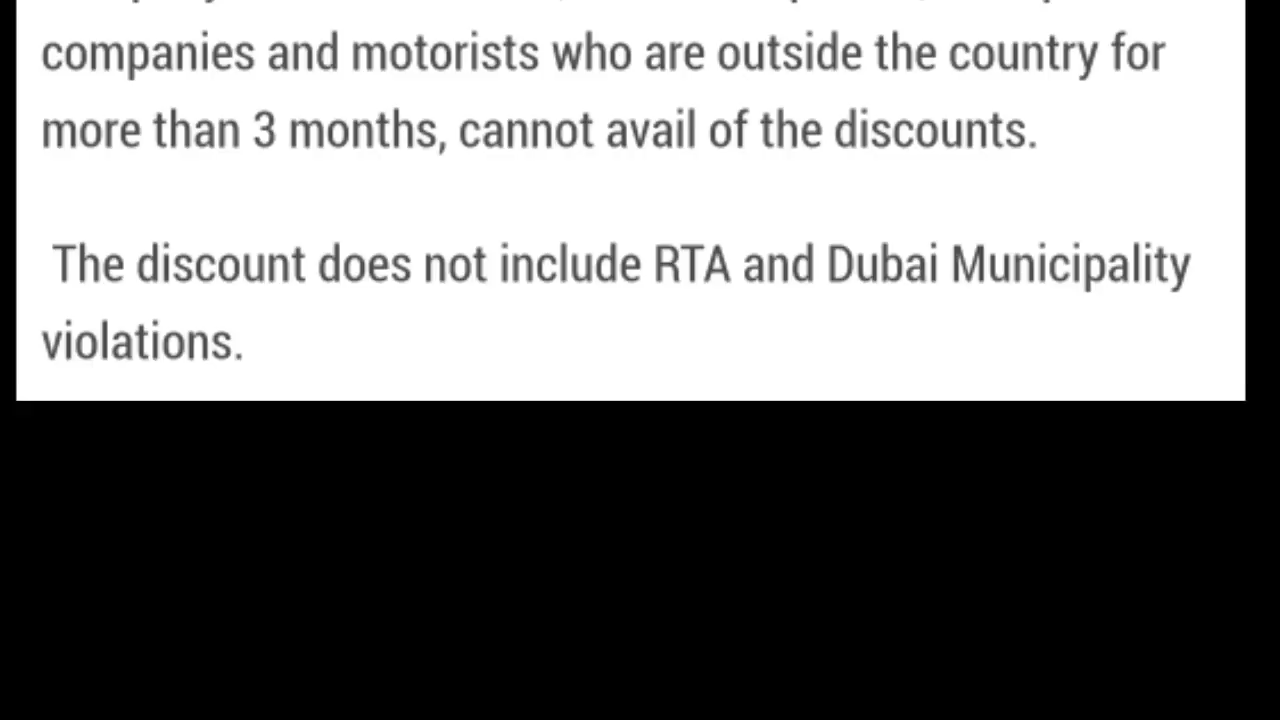 companies and motorists who are outside the country for
more than 3 months, cannot avail of the discounts.
The discount does not include RTA and Dubai Municipality
violations.